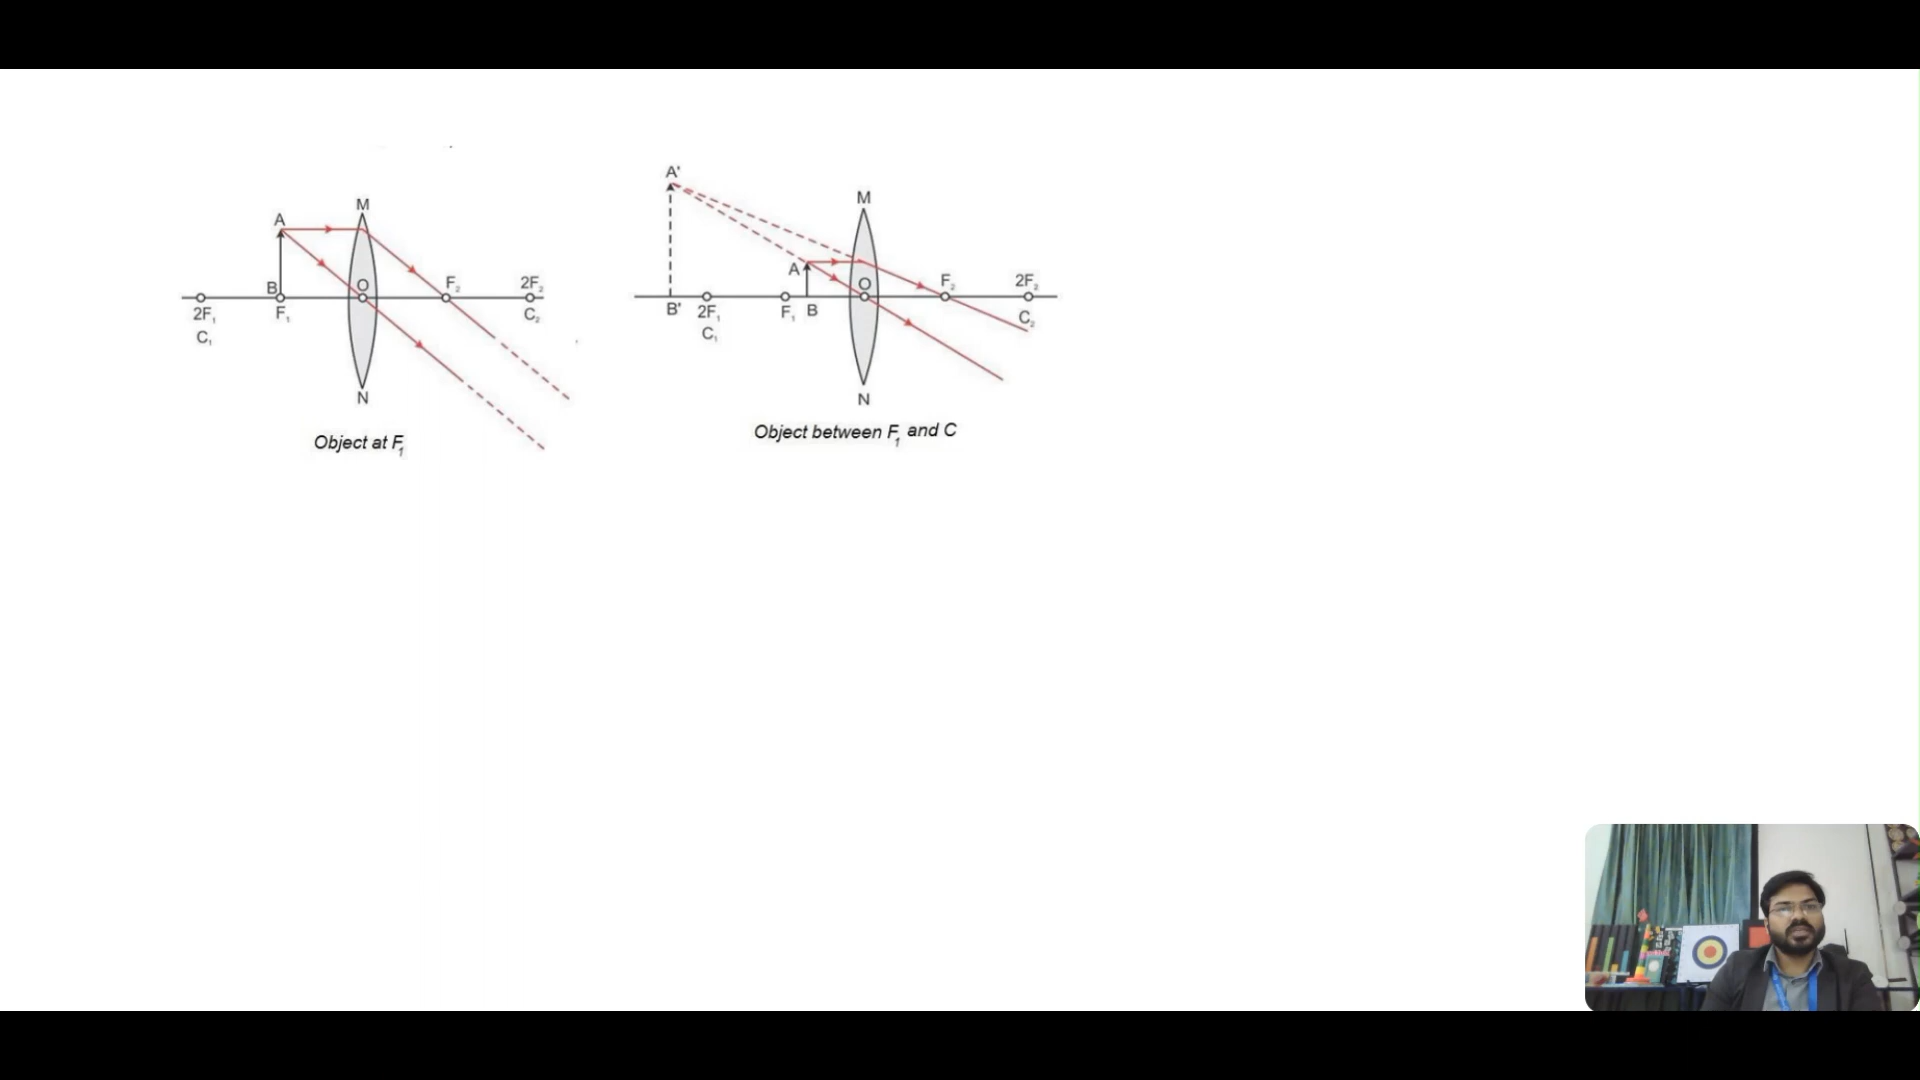 A
M
B
O
F₂
2F₂
2F₁
F₁
C₂
C₁
N
Object at F₁
A'
M
A
O
F₂
2F₂
B'
2F₁
F₁
B
C₂
C₁
N
Object between F₁ and C